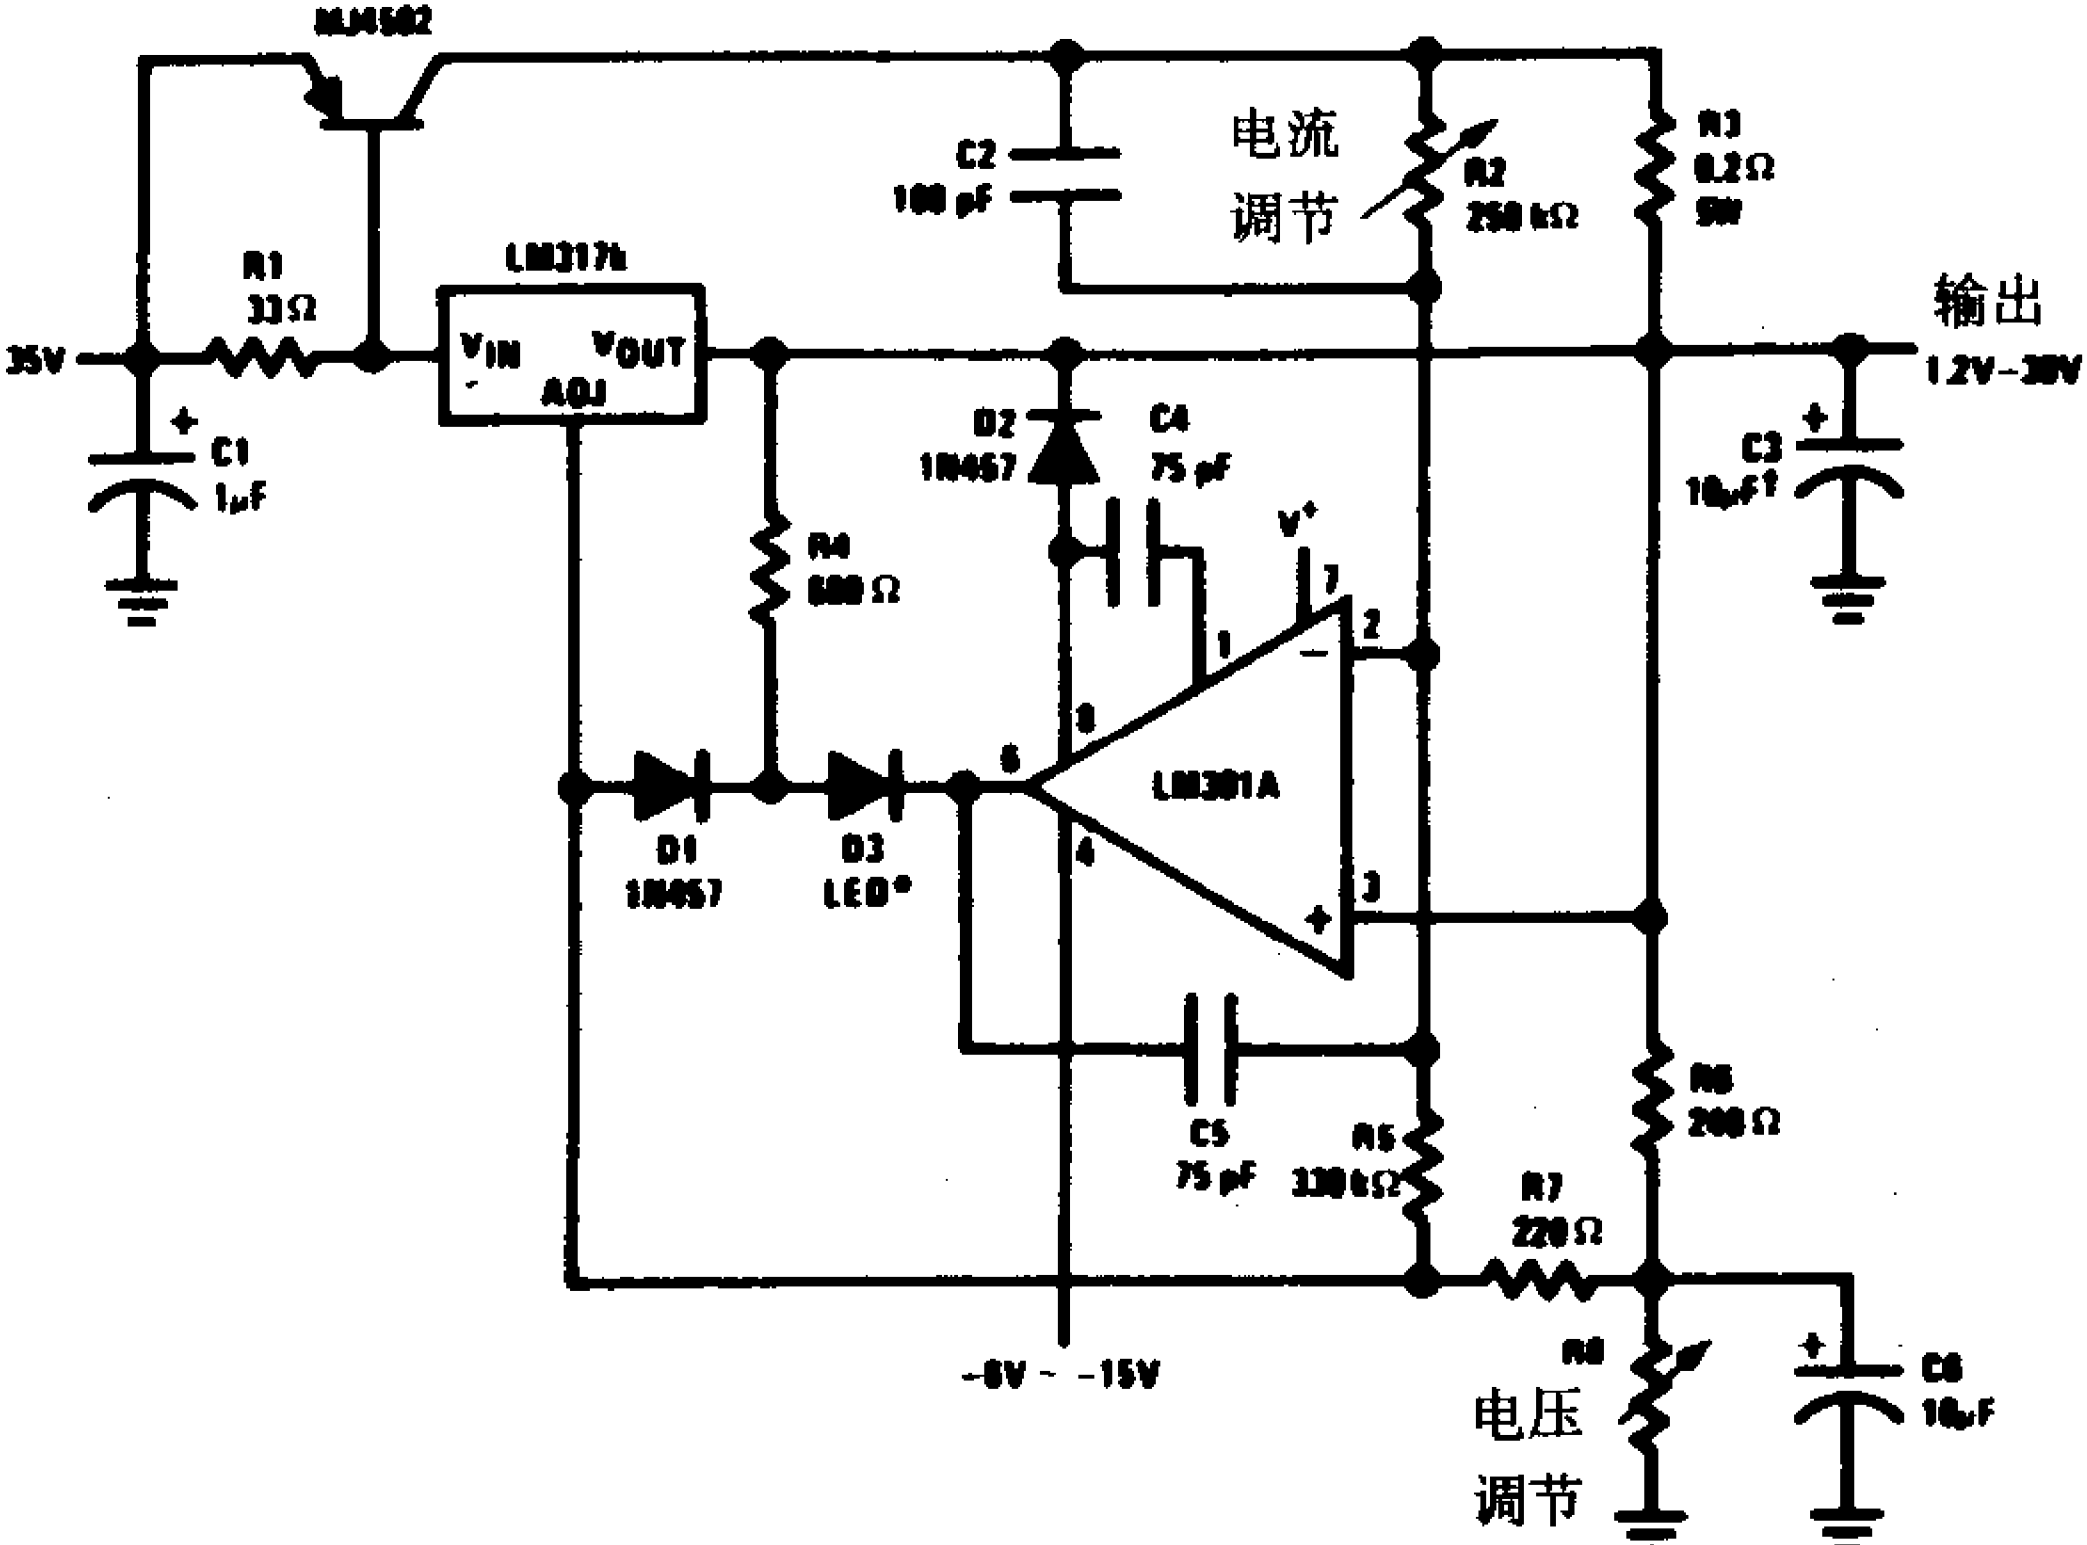 MJ4502
C2
100 pF
电流
调节
R2
250 kΩ
R3
0.2Ω
5W
R1
33Ω
LM317k
VIN
VOUT
ADJ
35V
+
C1
1μF
输出
1.2V-30V
D2
1N457
C4
75 pF
+
C3
10μF†
V+
7
R4
680 Ω
1
2
−
8
6
LM301A
4
3
+
D1
1N457
D3
LED*
C5
75 pF
R5
330 kΩ
R6
240 Ω
R7
220 Ω
-6V ~ -15V
R8
电压
调节
+
C6
10μF